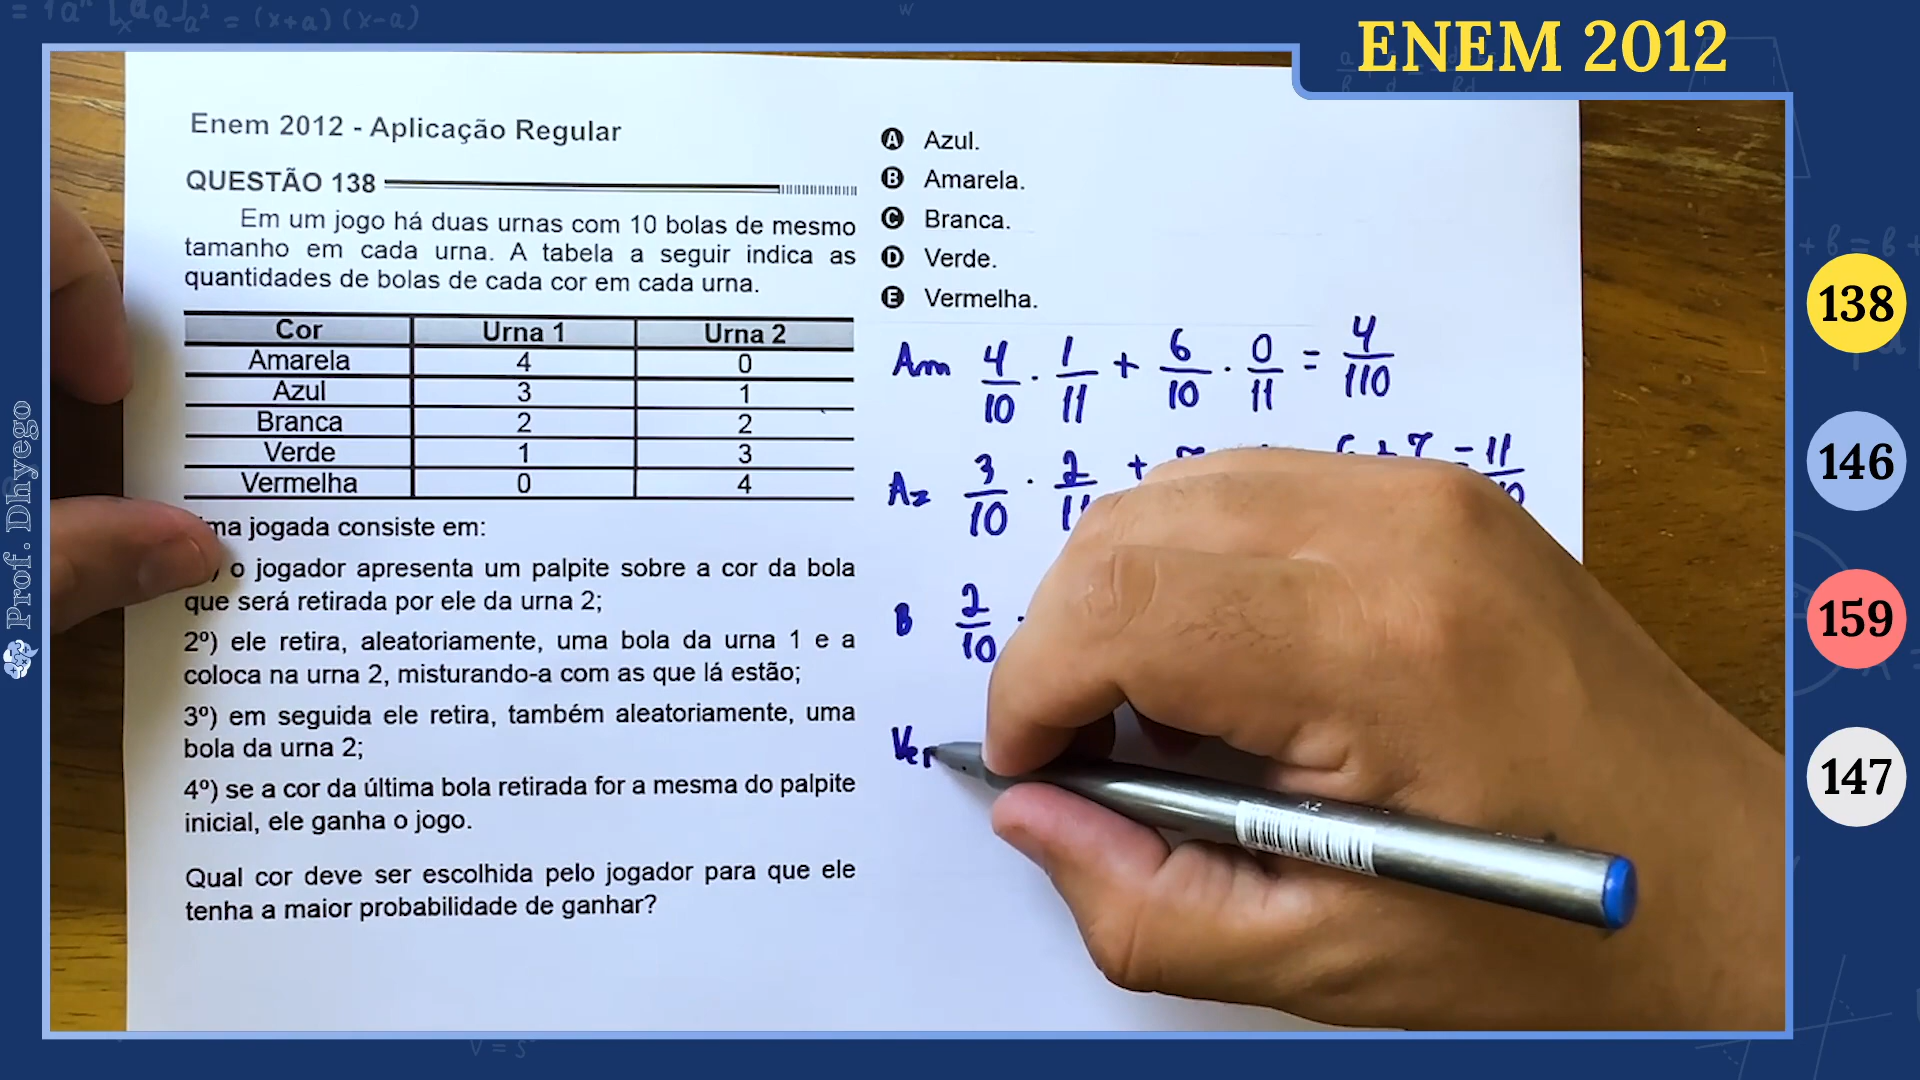 ENEM 2012
Enem 2012 - Aplicação Regular
QUESTÃO 138
Em um jogo há duas urnas com 10 bolas de mesmo
tamanho em cada urna. A tabela a seguir indica as
quantidades de bolas de cada cor em cada urna.
Cor Urna 1 Urna 2
Amarela 4 0
Azul 3 1
Branca 2 2
Verde 1 3
Vermelha 0 4
ma jogada consiste em:
o jogador apresenta um palpite sobre a cor da bola
que será retirada por ele da urna 2;
2º) ele retira, aleatoriamente, uma bola da urna 1 e a
coloca na urna 2, misturando-a com as que lá estão;
3º) em seguida ele retira, também aleatoriamente, uma
bola da urna 2;
4º) se a cor da última bola retirada for a mesma do palpite
inicial, ele ganha o jogo.
Qual cor deve ser escolhida pelo jogador para que ele
tenha a maior probabilidade de ganhar?
A Azul.
B Amarela.
C Branca.
D Verde.
E Vermelha.
Am 4/10 . 1/11 + 6/10 . 0/11 = 4/110
Az 3/10 . 2/11 +
B 2/10 .
Ver
138
146
159
147
Prof. Dhyego